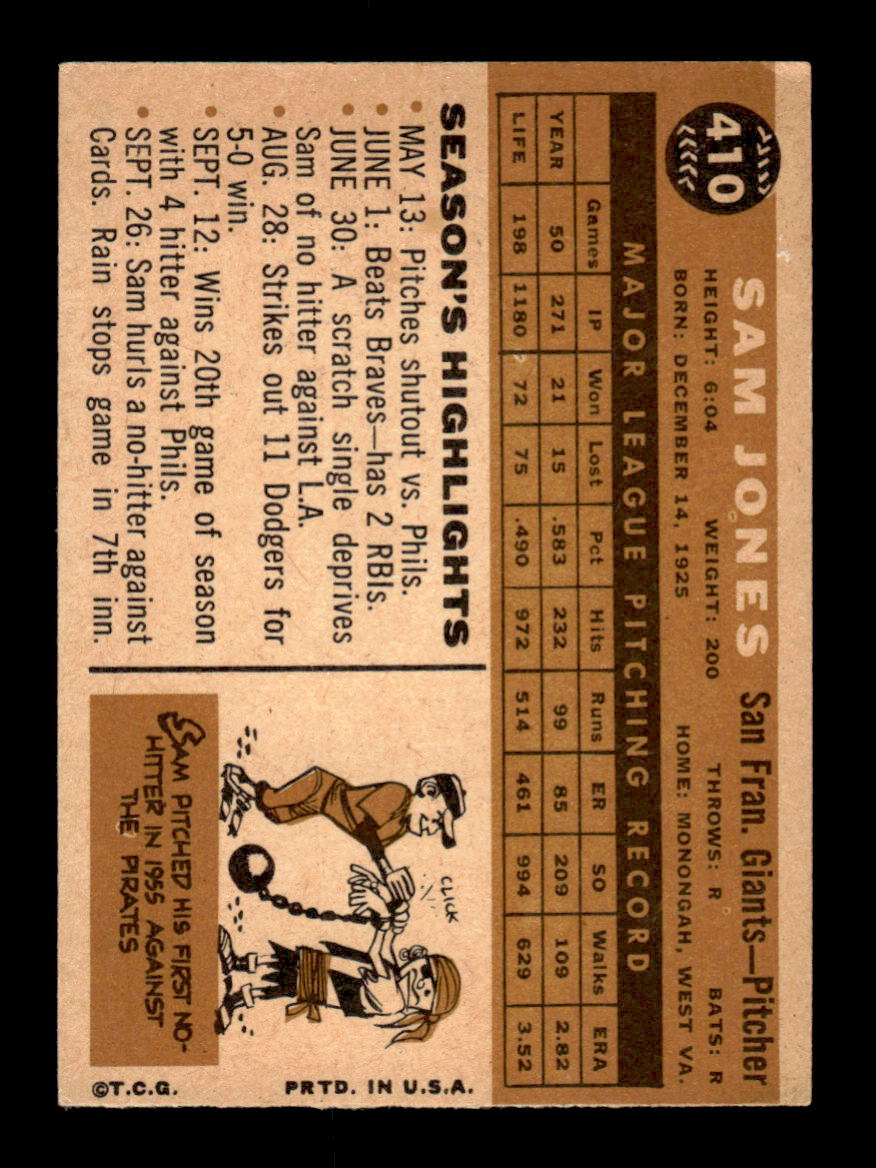 410
SAM JONES San Fran. Giants—Pitcher
HEIGHT: 6:04 WEIGHT: 200 THROWS: R BATS: R
BORN: DECEMBER 14, 1925 HOME: MONONGAH, WEST VA.
MAJOR LEAGUE PITCHING RECORD
Games IP Won Lost Pct Hits Runs ER SO Walks ERA
YEAR 50 271 21 15 .583 232 99 85 209 109 2.82
LIFE 198 1180 72 75 .490 972 514 461 994 629 3.52
SEASON'S HIGHLIGHTS
• MAY 13: Pitches shutout vs. Phils.
• JUNE 1: Beats Braves—has 2 RBIs.
• JUNE 30: A scratch single deprives
Sam of no hitter against L.A.
• AUG. 28: Strikes out 11 Dodgers for
5-0 win.
• SEPT. 12: Wins 20th game of season
with 4 hitter against Phils.
• SEPT. 26: Sam hurls a no-hitter against
Cards. Rain stops game in 7th inn.
CLICK
SAM PITCHED HIS FIRST NO-
HITTER IN 1955 AGAINST
THE PIRATES
©T.C.G. PRTD. IN U.S.A.